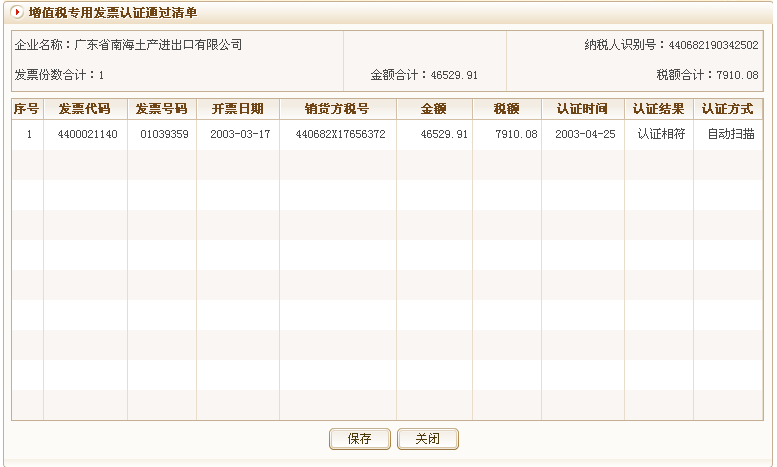 增值税专用发票认证通过清单
企业名称：广东省南海土产进出口有限公司 纳税人识别号：440682190342502
发票份数合计：1 金额合计：46529.91 税额合计：7910.08
序号 发票代码 发票号码 开票日期 销货方税号 金额 税额 认证时间 认证结果 认证方式
1 4400021140 01039359 2003-03-17 440682X17656372 46529.91 7910.08 2003-04-25 认证相符 自动扫描
保存 关闭